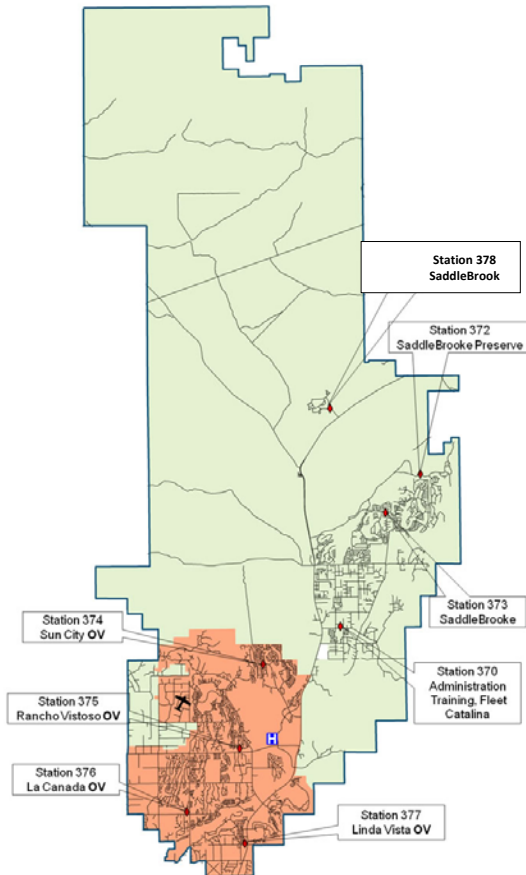 Station 378
SaddleBrook
Station 372
SaddleBrooke Preserve
Station 373
SaddleBrooke
Station 374
Sun City OV
Station 370
Administration
Training, Fleet
Catalina
Station 375
Rancho Vistoso OV
H
Station 376
La Canada OV
Station 377
Linda Vista OV